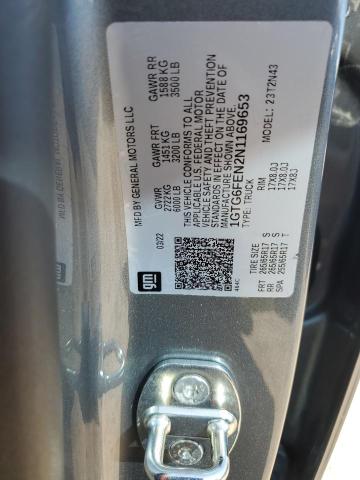 MFD BY GENERAL MOTORS LLC
03/22 GVWR GAWR FRT GAWR RR
2722 KG 1451 KG 1588 KG
6000 LB 3200 LB 3500 LB
THIS VEHICLE CONFORMS TO ALL
APPLICABLE U.S. FEDERAL MOTOR
VEHICLE SAFETY AND THEFT PREVENTION
STANDARDS IN EFFECT ON THE DATE OF
MANUFACTURE SHOWN ABOVE.
1GTG6FEN2N1169653
TYPE: TRUCK MODEL: 23T2N43
RIM
FRT 265/65R17 S 17X8.0J
RR 265/65R17 S 17X8.0J
SPA 255/65R17 T 17X8J
gm